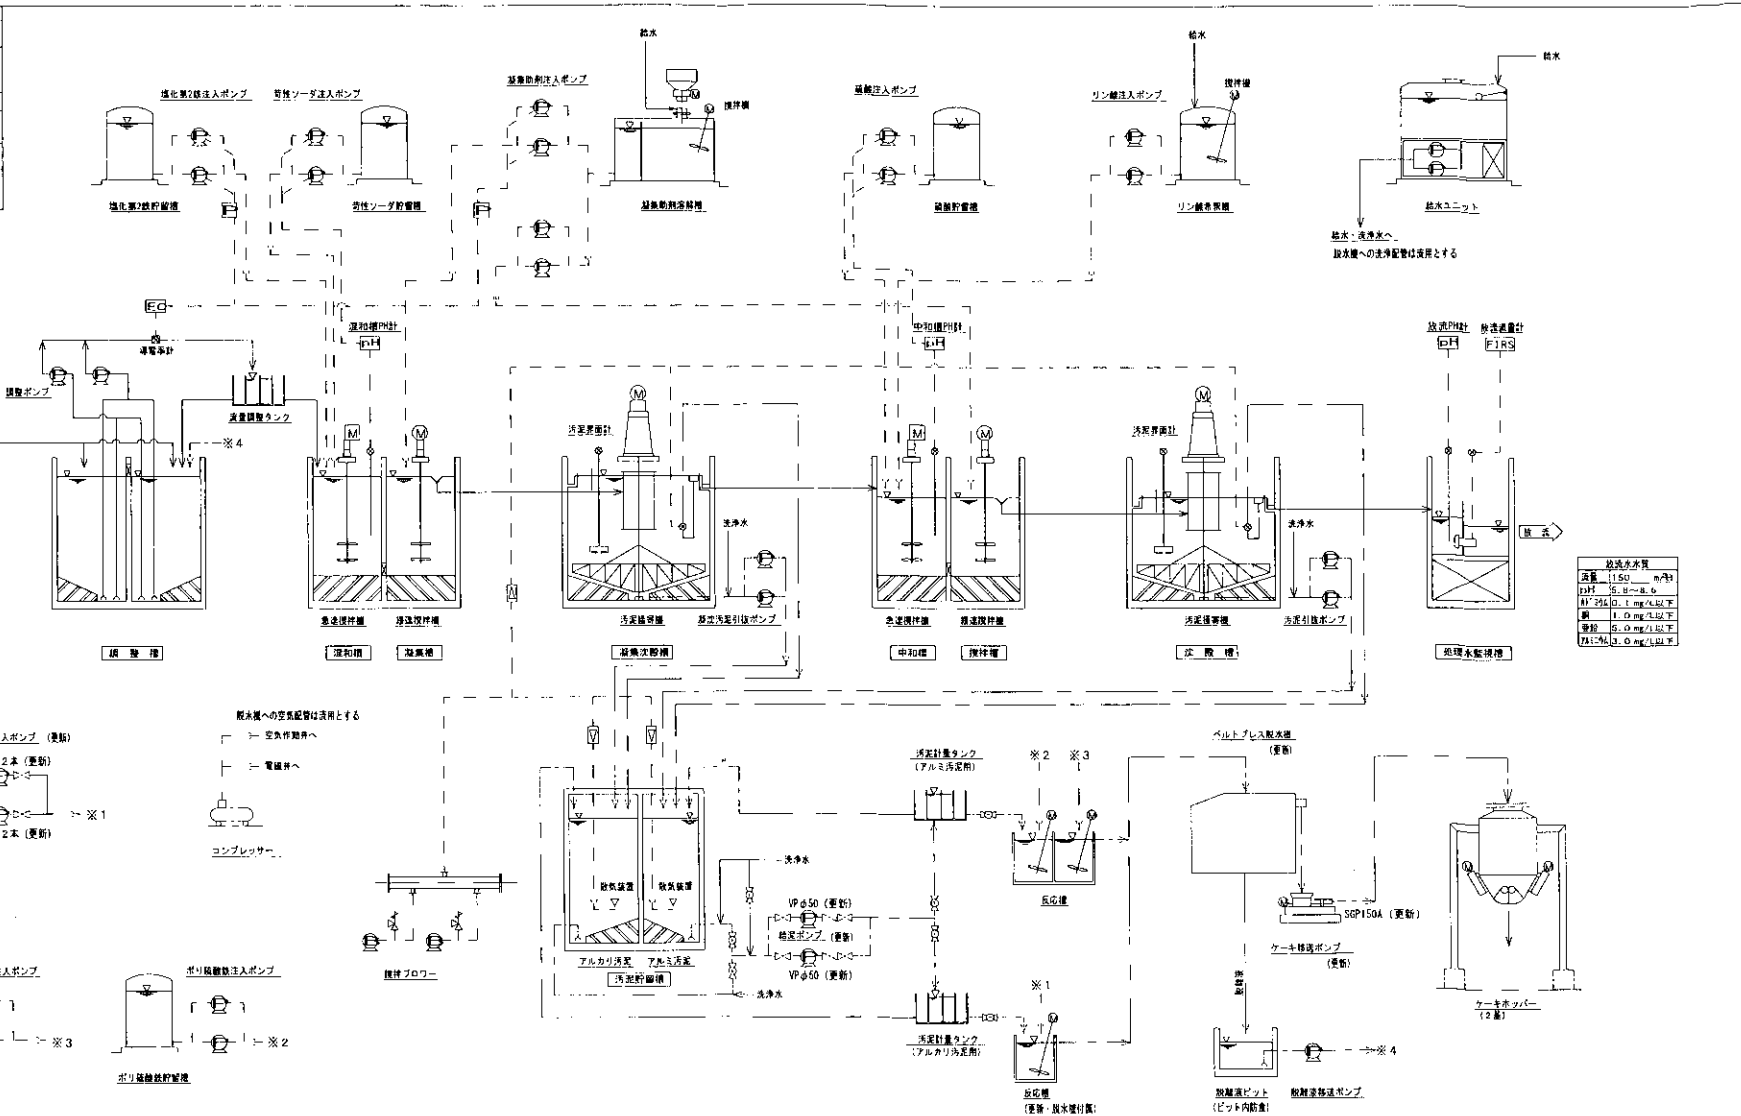 給水
給水
給水
塩化第2鉄注入ポンプ
苛性ソーダ注入ポンプ
凝集助剤注入ポンプ
撹拌機
硫酸注入ポンプ
リン酸注入ポンプ
撹拌機
M
M
M
塩化第2鉄貯留槽
苛性ソーダ貯留槽
凝集助剤溶解槽
硫酸貯留槽
リン酸希釈槽
給水ユニット
給水・洗浄水へ
脱水機への洗浄配管は流用とする
EC
導電率計
混和槽PH計
pH
中和槽PH計
pH
放流PH計
pH
放流流量計
FIRS
調整ポンプ
流量調整タンク
※4
M
M
汚泥界面計
M
M
M
汚泥界面計
M
洗浄水
洗浄水
放流
急速撹拌機
緩速撹拌機
汚泥掻寄機
凝沈汚泥引抜ポンプ
急速撹拌機
緩速撹拌機
汚泥掻寄機
汚泥引抜ポンプ
調整槽
混和槽
凝集槽
凝集沈殿槽
中和槽
撹拌槽
沈殿槽
処理水監視槽
放流水水質
流量 150 m³/日
pH 5.8~8.6
カドミウム 0.1 mg/L以下
銅 1.0 mg/L以下
亜鉛 5.0 mg/L以下
アルミニウム 3.0 mg/L以下
脱水機への空気配管は流用とする
空気作動弁へ
電磁弁へ
コンプレッサー
入ポンプ (更新)
2本 (更新)
※1
2本 (更新)
V
V
V
汚泥計量タンク
(アルミ汚泥用)
※2
※3
M
M
反応槽
ベルトプレス脱水機
(更新)
洗浄水
散気装置
散気装置
VPφ50 (更新)
給泥ポンプ (更新)
VPφ50 (更新)
アルカリ汚泥
アルミ汚泥
汚泥貯留槽
洗浄水
撹拌ブロワー
SGP150A (更新)
ケーキ移送ポンプ
(更新)
M
M
ケーキホッパー
(2基)
脱離液
※1
M
汚泥計量タンク
(アルカリ汚泥用)
反応槽
(更新・脱水機付属)
※4
脱離液ピット
(ピット内防食)
脱離液移送ポンプ
注入ポンプ
※3
ポリ硫酸鉄注入ポンプ
※2
ポリ硫酸鉄貯留槽